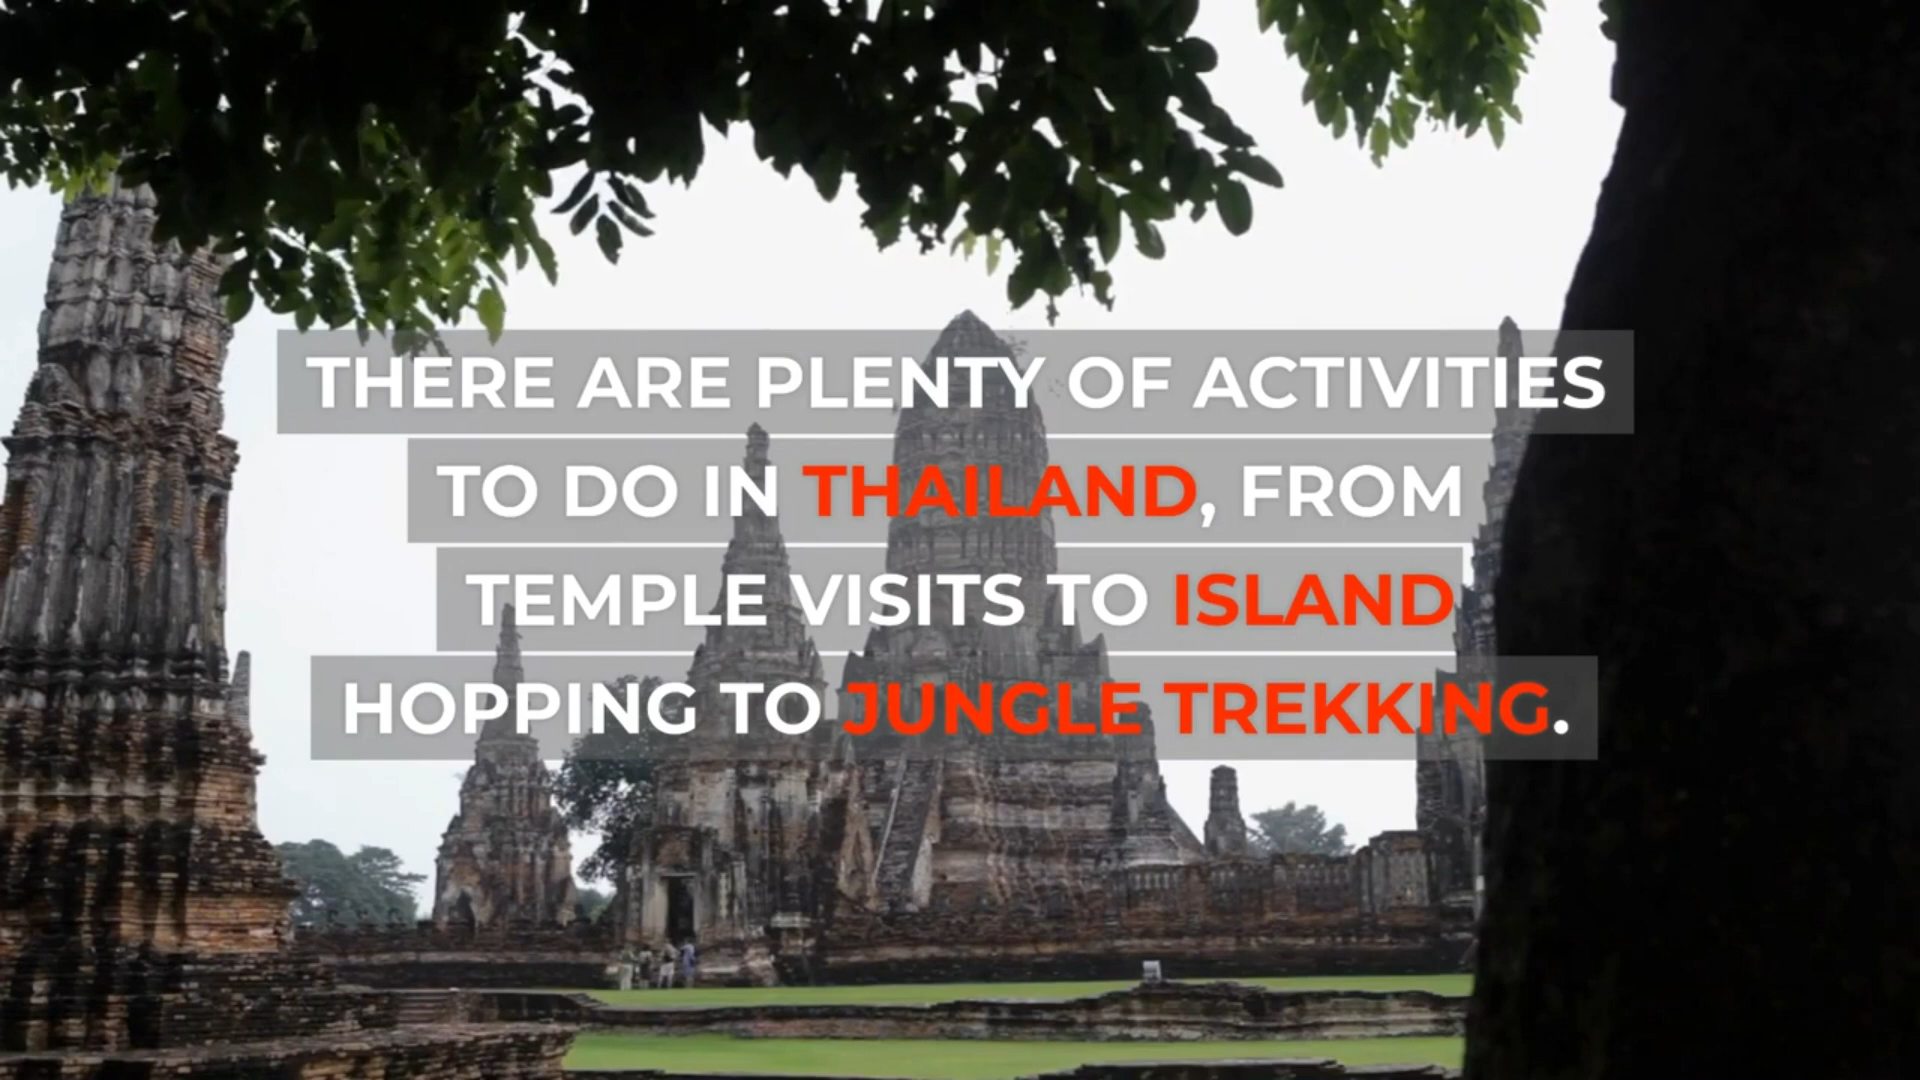 THERE ARE PLENTY OF ACTIVITIES
TO DO IN THAILAND, FROM
TEMPLE VISITS TO ISLAND
HOPPING TO JUNGLE TREKKING.